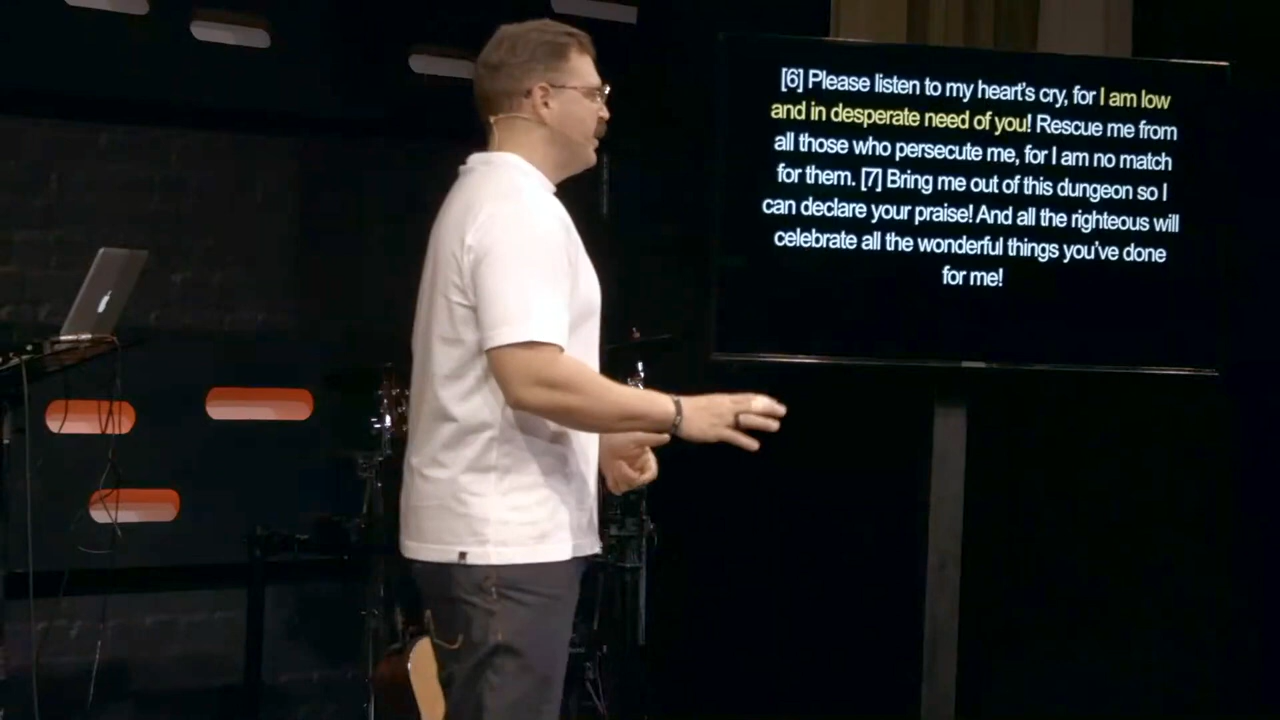 [6] Please listen to my heart's cry, for I am low
and in desperate need of you! Rescue me from
all those who persecute me, for I am no match
for them. [7] Bring me out of this dungeon so I
can declare your praise! And all the righteous will
celebrate all the wonderful things you've done
for me!